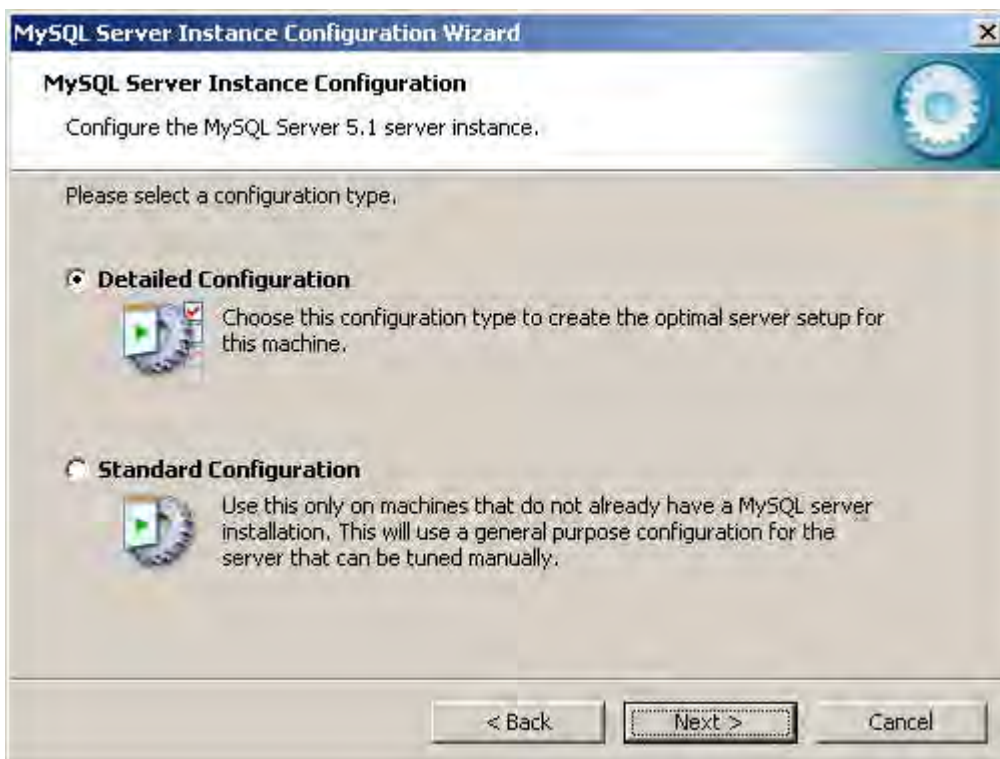 MySQL Server Instance Configuration Wizard
MySQL Server Instance Configuration
Configure the MySQL Server 5.1 server instance.
Please select a configuration type.
Detailed Configuration
Choose this configuration type to create the optimal server setup for
this machine.
Standard Configuration
Use this only on machines that do not already have a MySQL server
installation. This will use a general purpose configuration for the
server that can be tuned manually.
< Back
Next >
Cancel